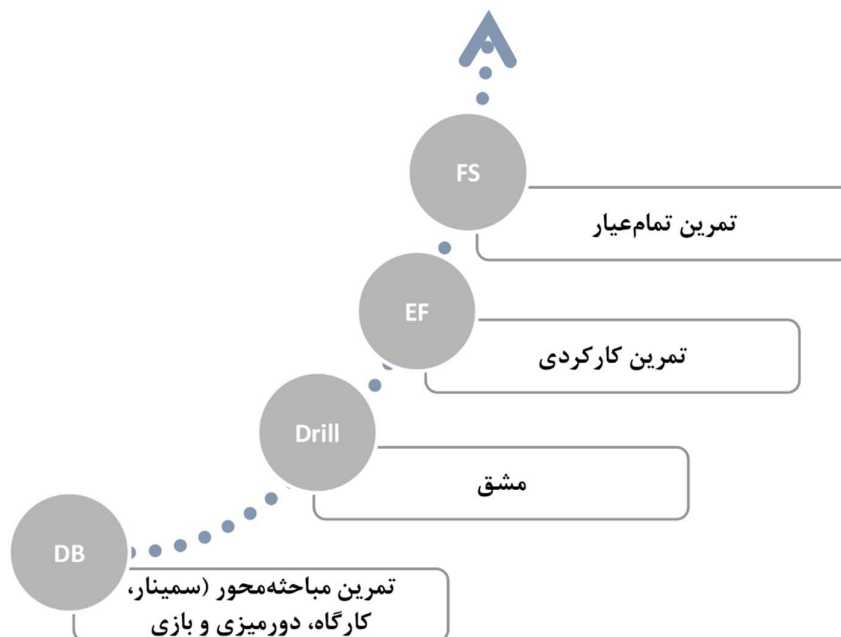 FS
تمرین تمام‌عیار
EF
تمرین کارکردی
Drill
مشق
DB
تمرین مباحثه‌محور (سمینار،
کارگاه، دورمیزی و بازی